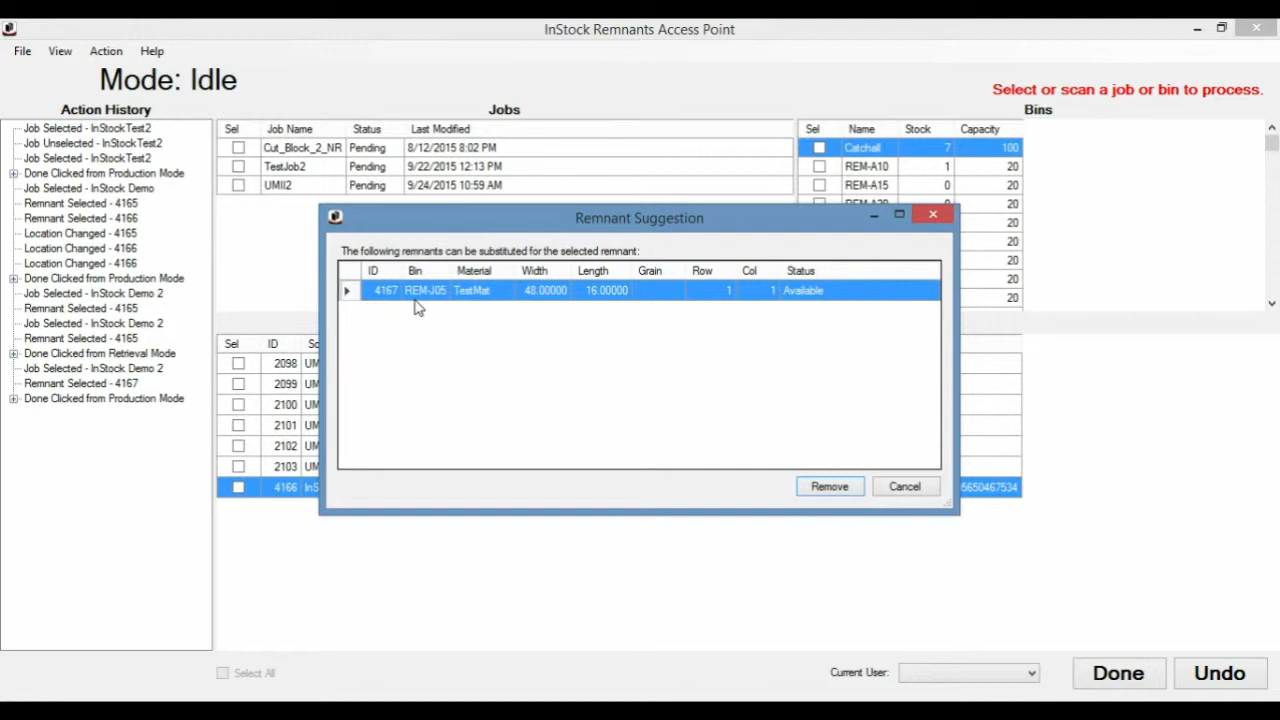 InStock Remnants Access Point
File View Action Help
Mode: Idle
Select or scan a job or bin to process.
Action History
Job Selected - InStockTest2
Job Unselected - InStockTest2
Job Selected - InStockTest2
Done Clicked from Production Mode
Job Selected - InStock Demo
Remnant Selected - 4165
Remnant Selected - 4166
Location Changed - 4165
Location Changed - 4166
Location Changed - 4166
Done Clicked from Production Mode
Job Selected - InStock Demo 2
Remnant Selected - 4165
Job Selected - InStock Demo 2
Remnant Selected - 4165
Done Clicked from Retrieval Mode
Job Selected - InStock Demo 2
Remnant Selected - 4167
Done Clicked from Production Mode
Jobs
Sel Job Name Status Last Modified
Cut_Block_2_NR Pending 8/12/2015 8:02 PM
TestJob2 Pending 9/22/2015 12:13 PM
UMII2 Pending 9/24/2015 10:59 AM
Bins
Sel Name Stock Capacity
Catchall 7 100
REM-A10 1 20
REM-A15 0 20
20
20
20
20
20
Remnant Suggestion
The following remnants can be substituted for the selected remnant:
ID Bin Material Width Length Grain Row Col Status
4167 REM-J05 TestMat 48.00000 16.00000 1 1 Available
Remove Cancel
Sel ID
2098 UM
2099 UM
2100 UM
2101 UM
2102 UM
2103 UM
4166 InS 5650467534
Select All
Current User:
Done Undo